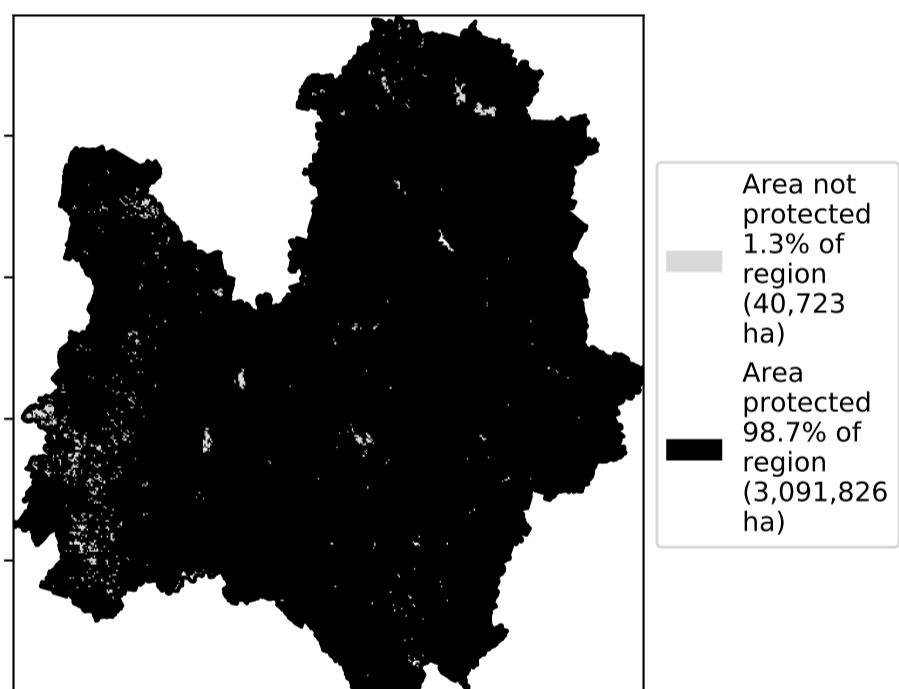 Area not
protected
1.3% of
region
(40,723
ha)
Area
protected
98.7% of
region
(3,091,826
ha)